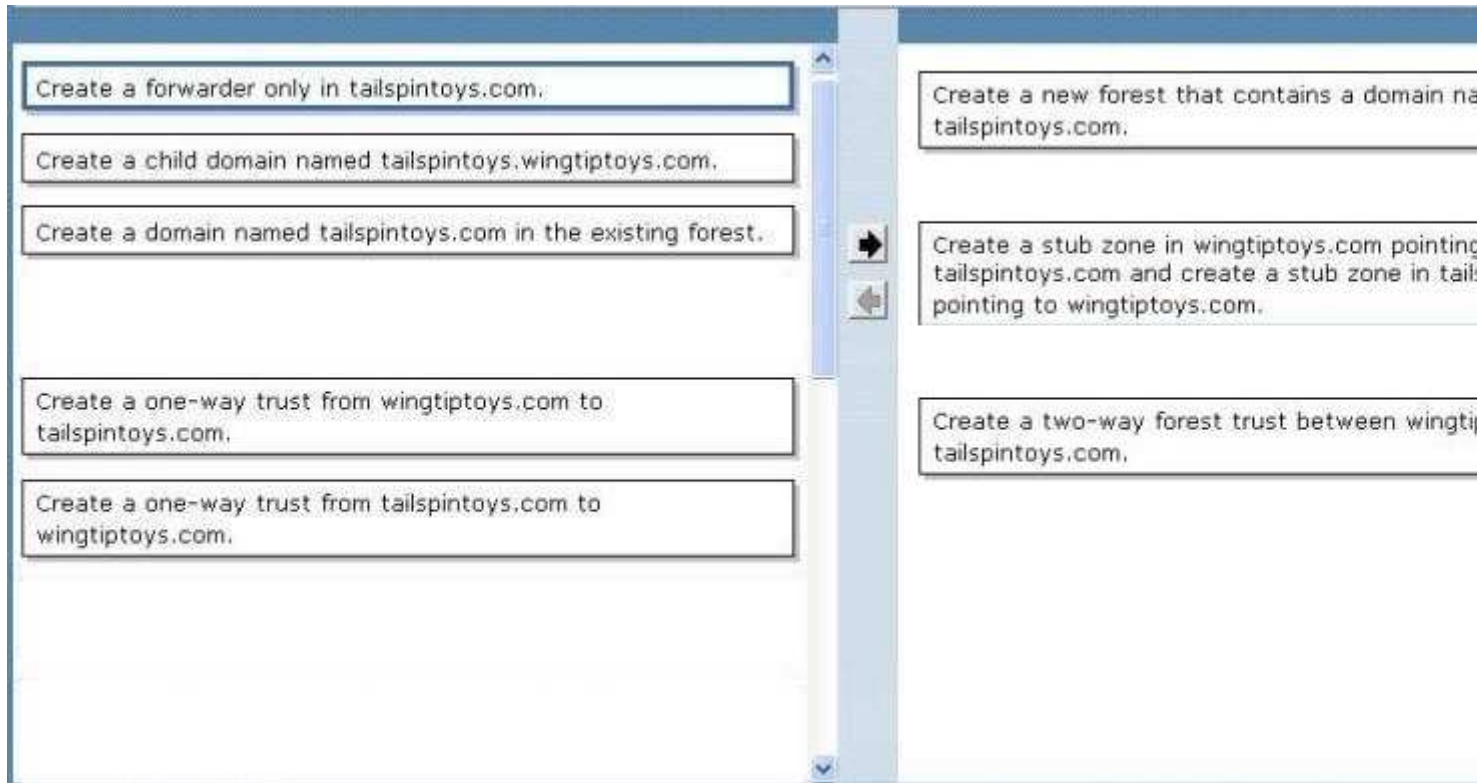 Create a forwarder only in tailspintoys.com.
Create a child domain named tailspintoys.wingtiptoys.com.
Create a domain named tailspintoys.com in the existing forest.
Create a one-way trust from wingtiptoys.com to
tailspintoys.com.
Create a one-way trust from tailspintoys.com to
wingtiptoys.com.
Create a new forest that contains a domain
tailspintoys.com.
Create a stub zone in wingtiptoys.com pointing
tailspintoys.com and create a stub zone in
pointing to wingtiptoys.com.
Create a two-way forest trust between
tailspintoys.com.